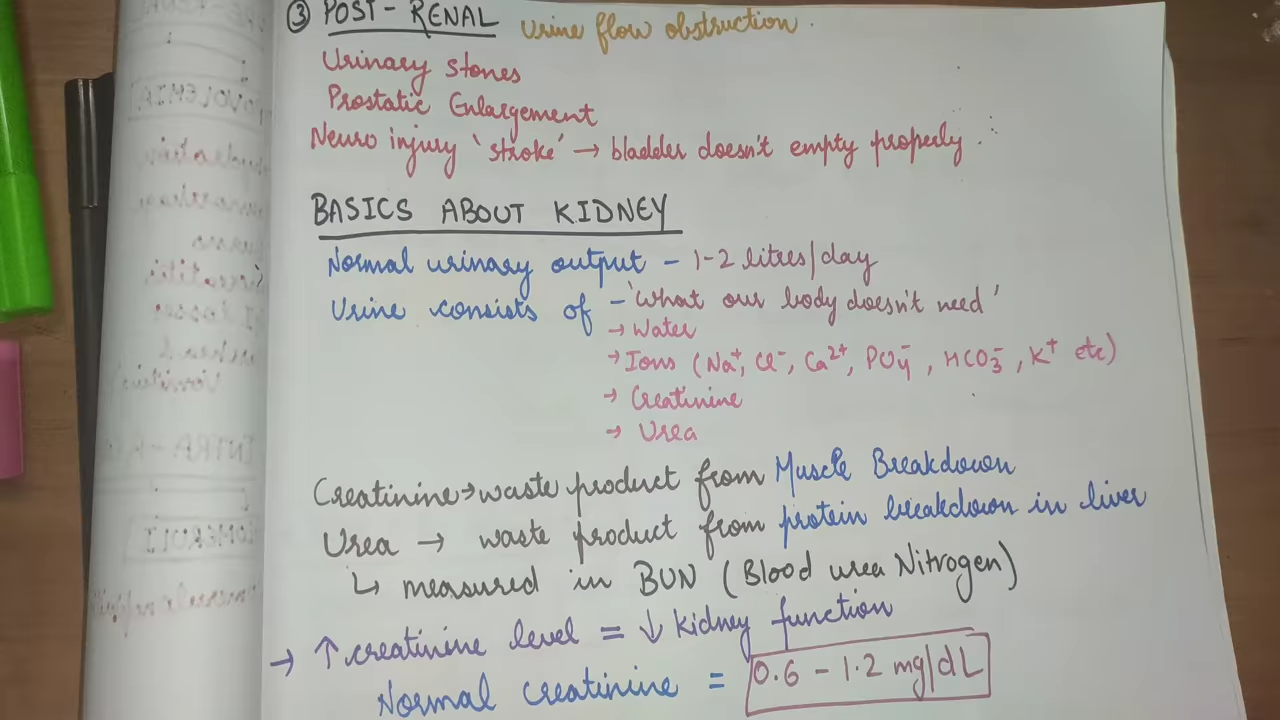 ③ POST-RENAL Urine flow obstruction.
Urinary stones
Prostatic Enlargement
Neuro injury 'stroke' → bladder doesn't empty properly.
BASICS ABOUT KIDNEY
Normal urinary output - 1-2 litres/day
Urine consists of - 'What our body doesn't need'
→ Water
→ Ions (Na⁺, Cl⁻, Ca²⁺, PO₄⁻, HCO₃⁻, K⁺ etc)
→ Creatinine
→ Urea
Creatinine → waste product from Muscle Breakdown
Urea → waste product from protein breakdown in liver
↳ measured in BUN (Blood urea Nitrogen)
→ ↑ creatinine level = ↓ kidney function
Normal creatinine = 0.6 - 1.2 mg/dL